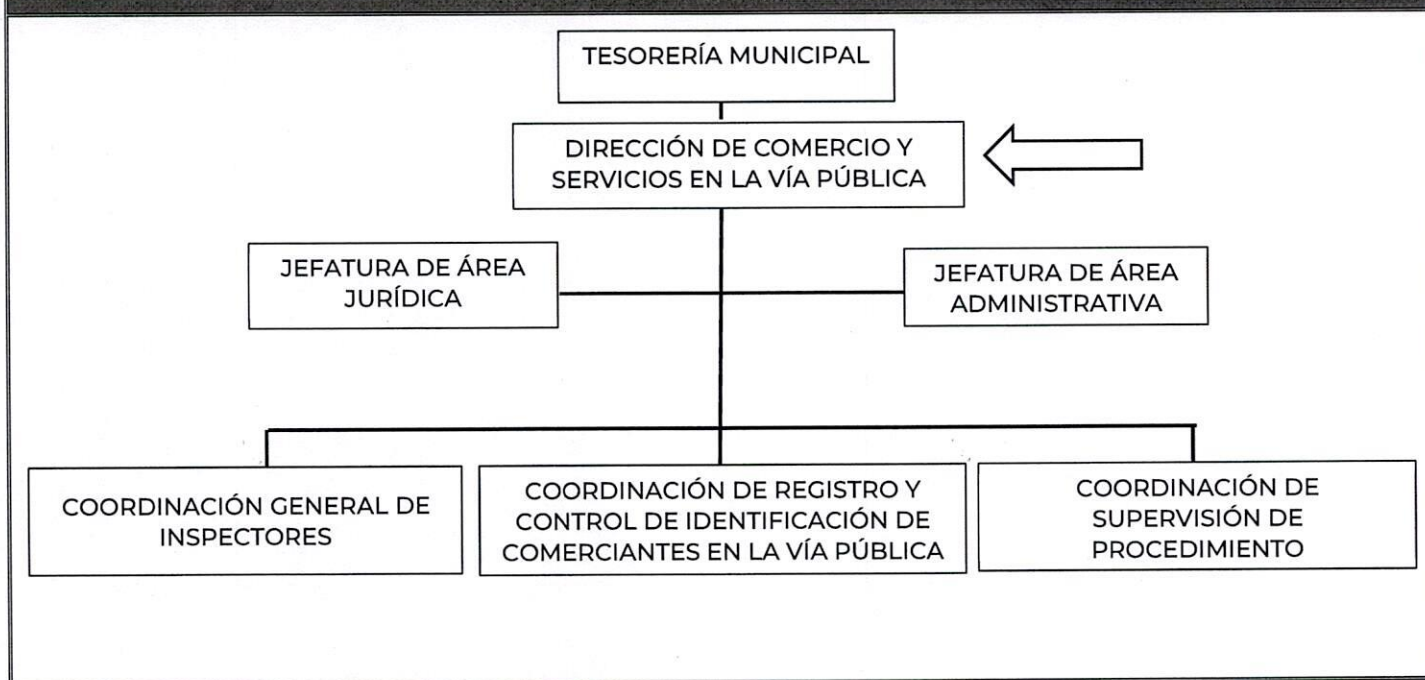 TESORERÍA MUNICIPAL
DIRECCIÓN DE COMERCIO Y
SERVICIOS EN LA VÍA PÚBLICA
JEFATURA DE ÁREA
JURÍDICA
JEFATURA DE ÁREA
ADMINISTRATIVA
COORDINACIÓN GENERAL DE
INSPECTORES
COORDINACIÓN DE REGISTRO Y
CONTROL DE IDENTIFICACIÓN DE
COMERCIANTES EN LA VÍA PÚBLICA
COORDINACIÓN DE
SUPERVISIÓN DE
PROCEDIMIENTO